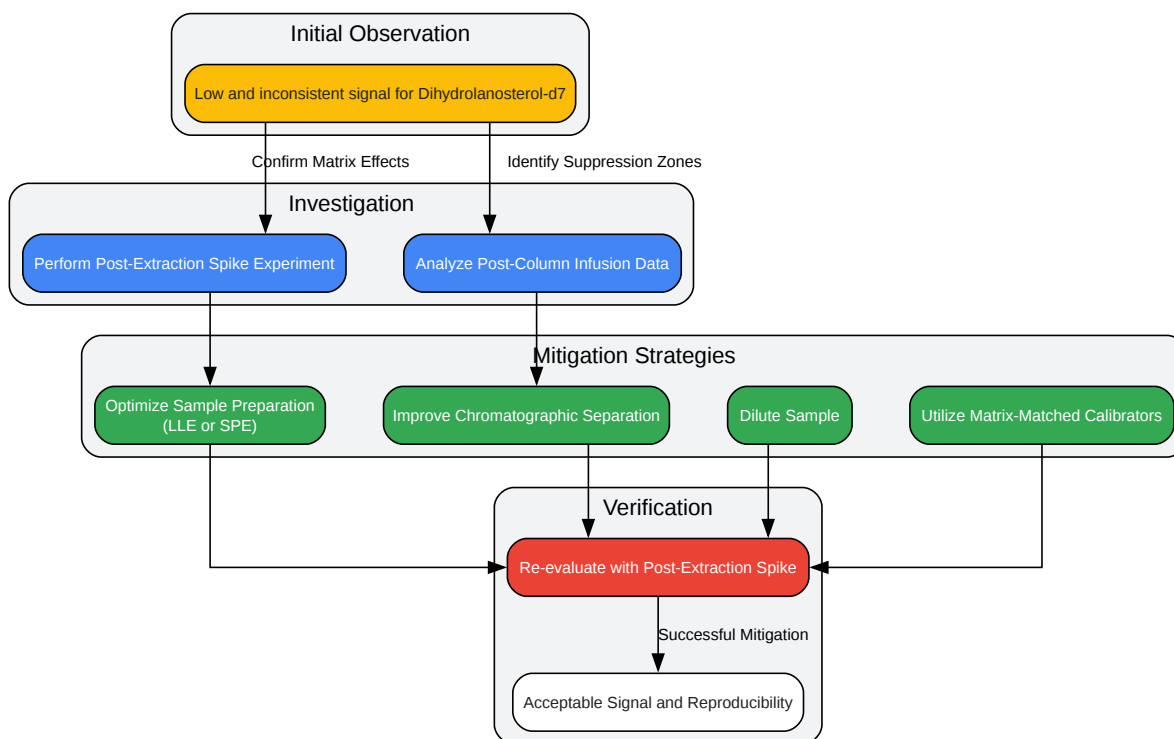 Initial Observation
Low and inconsistent signal for Dihydrolanosterol-d7
Confirm Matrix Effects
Identify Suppression Zones
Investigation
Perform Post-Extraction Spike Experiment
Analyze Post-Column Infusion Data
Mitigation Strategies
Optimize Sample Preparation
(LLE or SPE)
Improve Chromatographic Separation
Dilute Sample
Utilize Matrix-Matched Calibrators
Verification
Re-evaluate with Post-Extraction Spike
Successful Mitigation
Acceptable Signal and Reproducibility